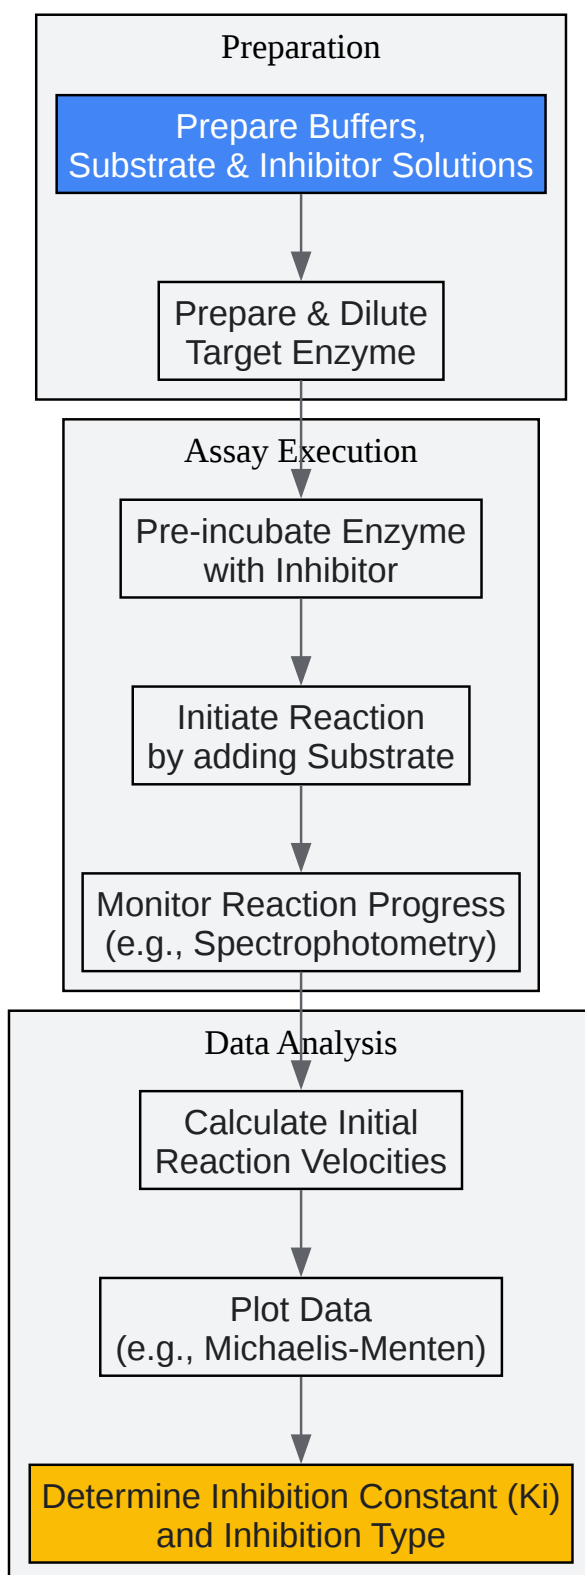 Preparation
Prepare Buffers,
Substrate & Inhibitor Solutions
Prepare & Dilute
Target Enzyme
Assay Execution
Pre-incubate Enzyme
with Inhibitor
Initiate Reaction
by adding Substrate
Monitor Reaction Progress
(e.g., Spectrophotometry)
Data Analysis
Calculate Initial
Reaction Velocities
Plot Data
(e.g., Michaelis-Menten)
Determine Inhibition Constant (Ki)
and Inhibition Type